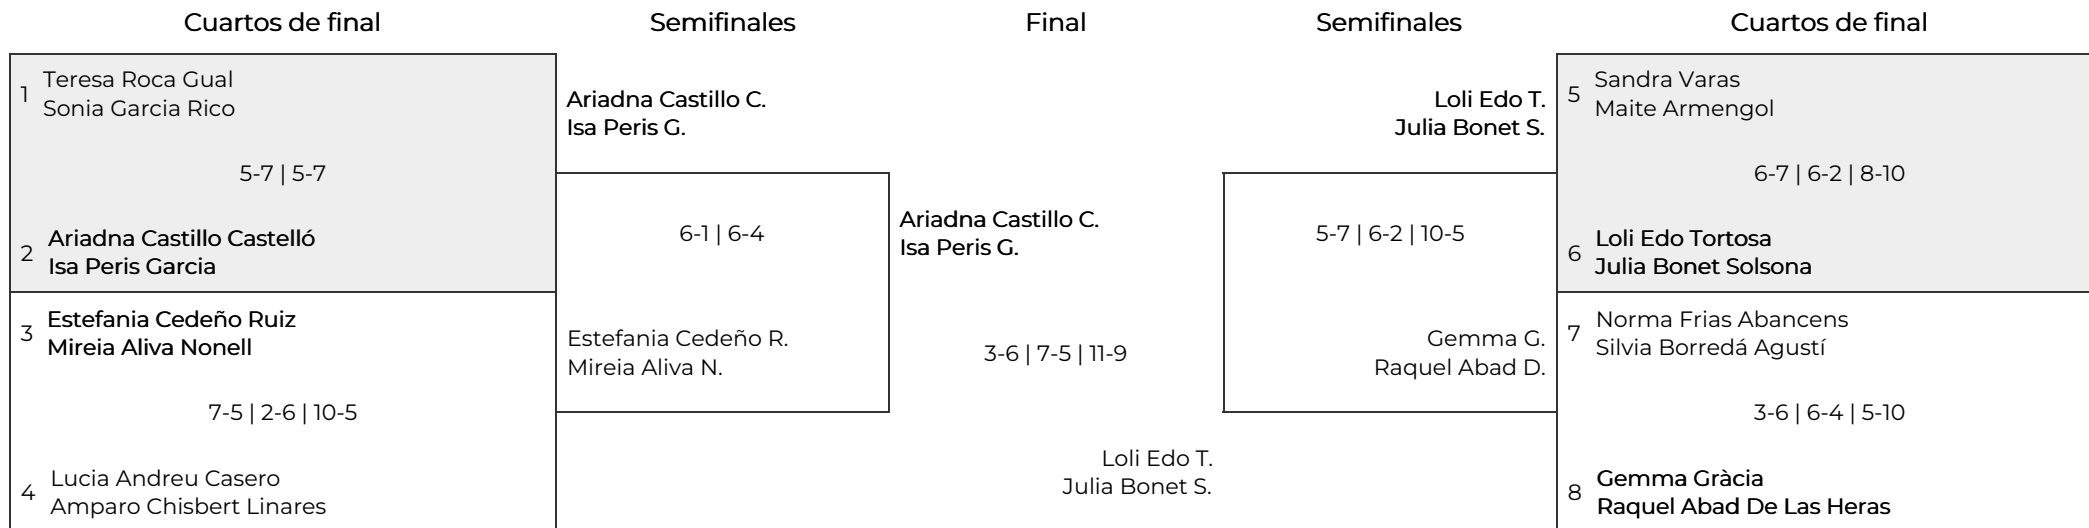 Cuartos de final
Semifinales
Final
Semifinales
Cuartos de final
1
Teresa Roca Gual
Sonia Garcia Rico
5-7 | 5-7
2
Ariadna Castillo Castelló
Isa Peris Garcia
3
Estefania Cedeño Ruiz
Mireia Aliva Nonell
7-5 | 2-6 | 10-5
4
Lucia Andreu Casero
Amparo Chisbert Linares
Ariadna Castillo C.
Isa Peris G.
6-1 | 6-4
Estefania Cedeño R.
Mireia Aliva N.
Ariadna Castillo C.
Isa Peris G.
3-6 | 7-5 | 11-9
Loli Edo T.
Julia Bonet S.
Loli Edo T.
Julia Bonet S.
5-7 | 6-2 | 10-5
Gemma G.
Raquel Abad D.
5
Sandra Varas
Maite Armengol
6-7 | 6-2 | 8-10
6
Loli Edo Tortosa
Julia Bonet Solsona
7
Norma Frias Abancens
Silvia Borredá Agustí
3-6 | 6-4 | 5-10
8
Gemma Gràcia
Raquel Abad De Las Heras